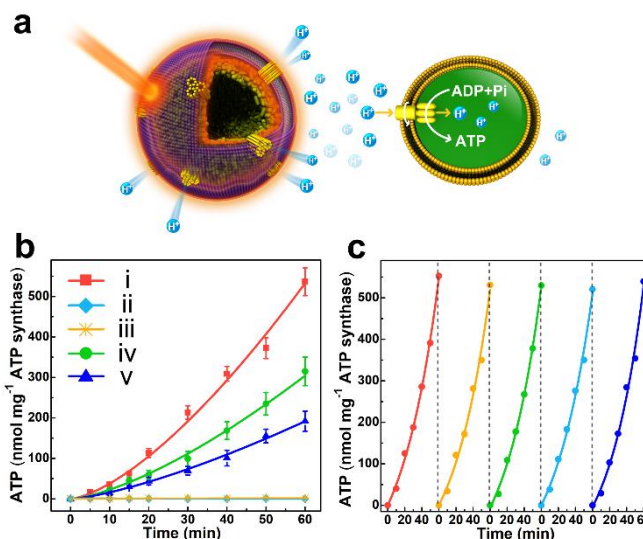 a
H⁺ H⁺ H⁺ H⁺ H⁺ H⁺ H⁺ H⁺ H⁺ H⁺
ADP+Pi
ATP
b
ATP (nmol mg⁻¹ ATP synthase)
500
400
300
200
100
0
i
ii
iii
iv
v
0 10 20 30 40 50 60
Time (min)
c
ATP (nmol mg⁻¹ ATP synthase)
500
400
300
200
100
0
0 20 40 0 20 40 0 20 40 0 20 40 0 20 40 60
Time (min)